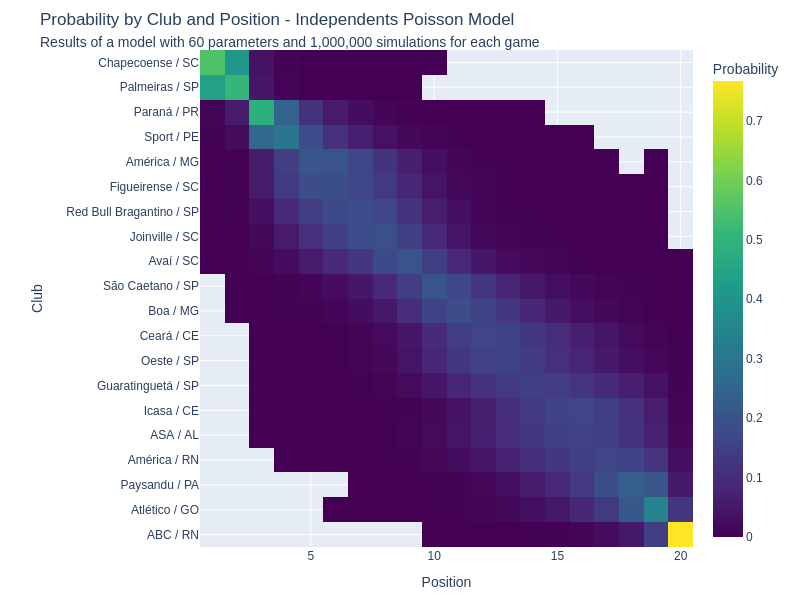 Probability by Club and Position - Independents Poisson Model
Results of a model with 60 parameters and 1,000,000 simulations for each game
Chapecoense / SC
Palmeiras / SP
Paraná / PR
Sport / PE
América / MG
Figueirense / SC
Red Bull Bragantino / SP
Joinville / SC
Avaí / SC
São Caetano / SP
Boa / MG
Ceará / CE
Oeste / SP
Guaratinguetá / SP
Icasa / CE
ASA / AL
América / RN
Paysandu / PA
Atlético / GO
ABC / RN
Club
5
10
15
20
Position
Probability
0.7
0.6
0.5
0.4
0.3
0.2
0.1
0